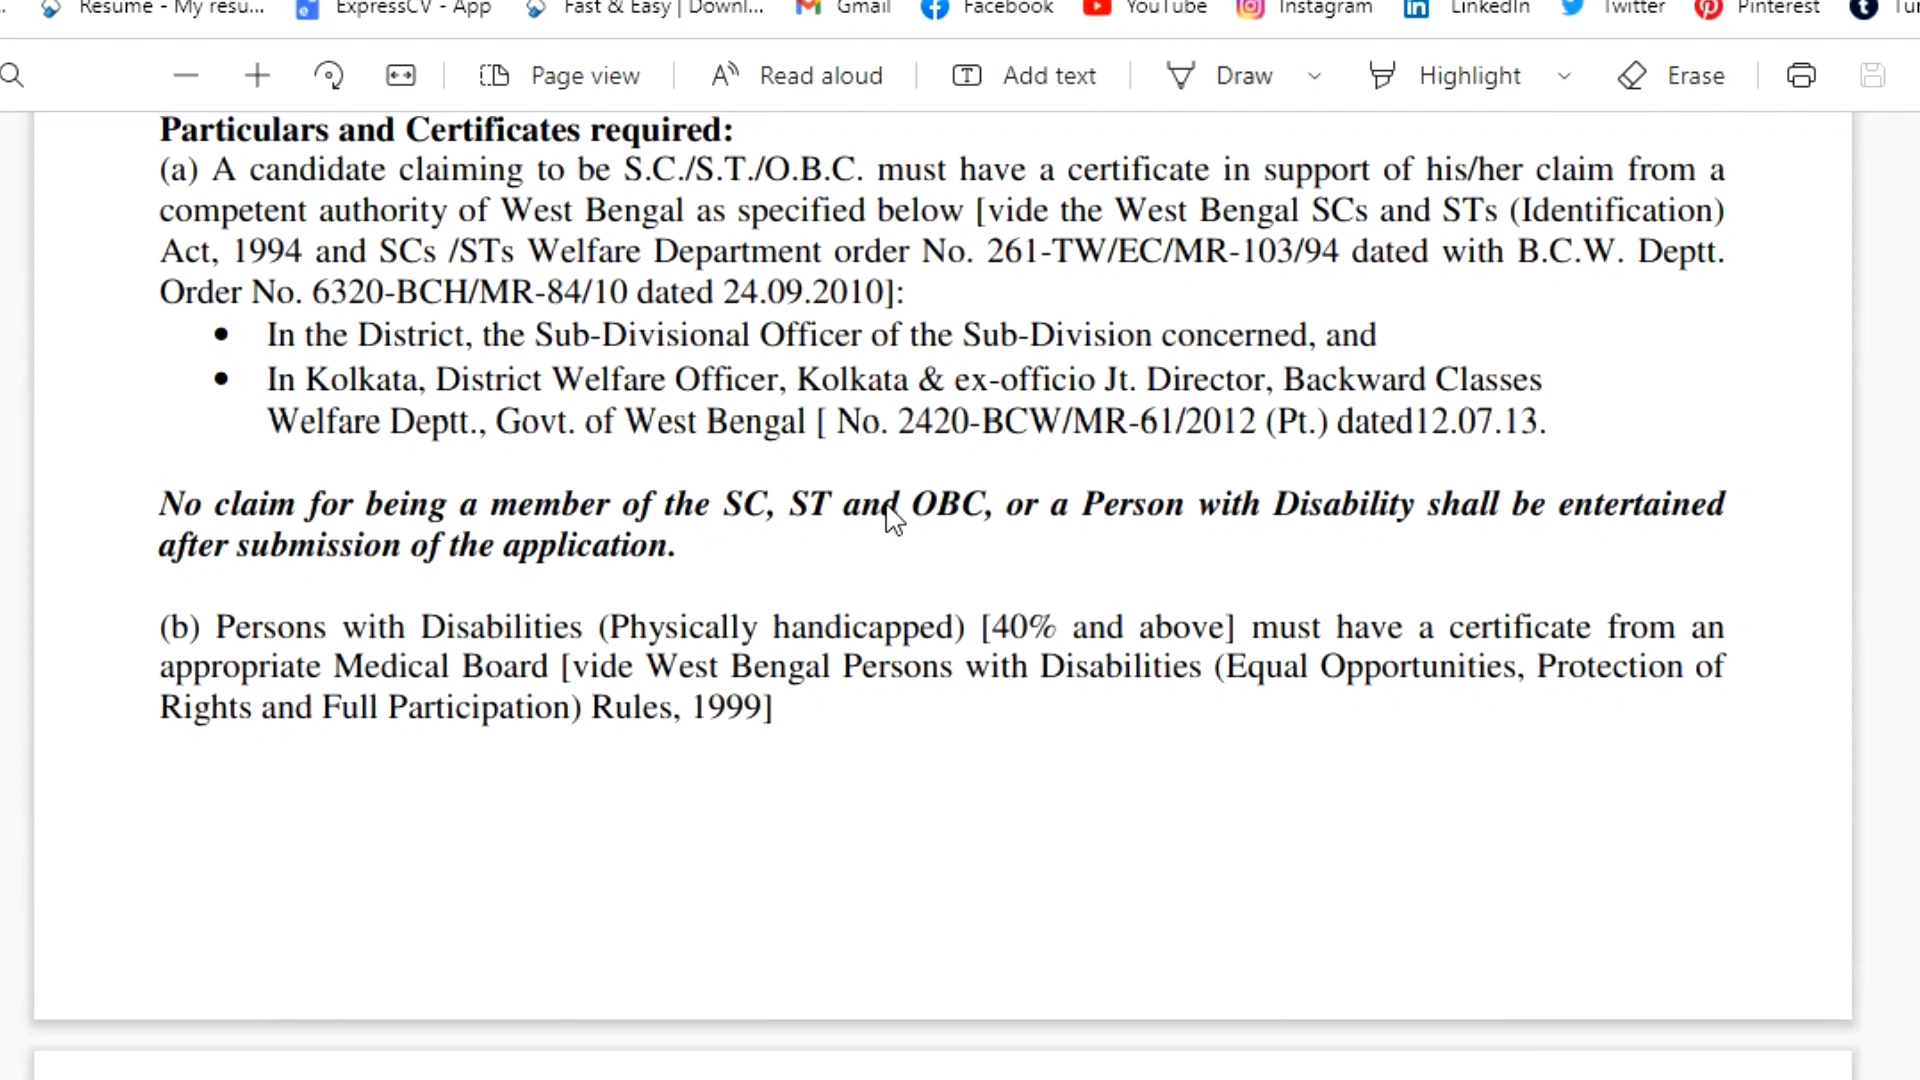 Resume - My resu... ExpressCV - App Fast & Easy | Downl... Gmail Facebook YouTube Instagram LinkedIn Twitter Pinterest
Page view Read aloud Add text Draw Highlight Erase
Particulars and Certificates required:
(a) A candidate claiming to be S.C./S.T./O.B.C. must have a certificate in support of his/her claim from a
competent authority of West Bengal as specified below [vide the West Bengal SCs and STs (Identification)
Act, 1994 and SCs /STs Welfare Department order No. 261-TW/EC/MR-103/94 dated with B.C.W. Deptt.
Order No. 6320-BCH/MR-84/10 dated 24.09.2010]:
• In the District, the Sub-Divisional Officer of the Sub-Division concerned, and
• In Kolkata, District Welfare Officer, Kolkata & ex-officio Jt. Director, Backward Classes
Welfare Deptt., Govt. of West Bengal [ No. 2420-BCW/MR-61/2012 (Pt.) dated12.07.13.
No claim for being a member of the SC, ST and OBC, or a Person with Disability shall be entertained
after submission of the application.
(b) Persons with Disabilities (Physically handicapped) [40% and above] must have a certificate from an
appropriate Medical Board [vide West Bengal Persons with Disabilities (Equal Opportunities, Protection of
Rights and Full Participation) Rules, 1999]